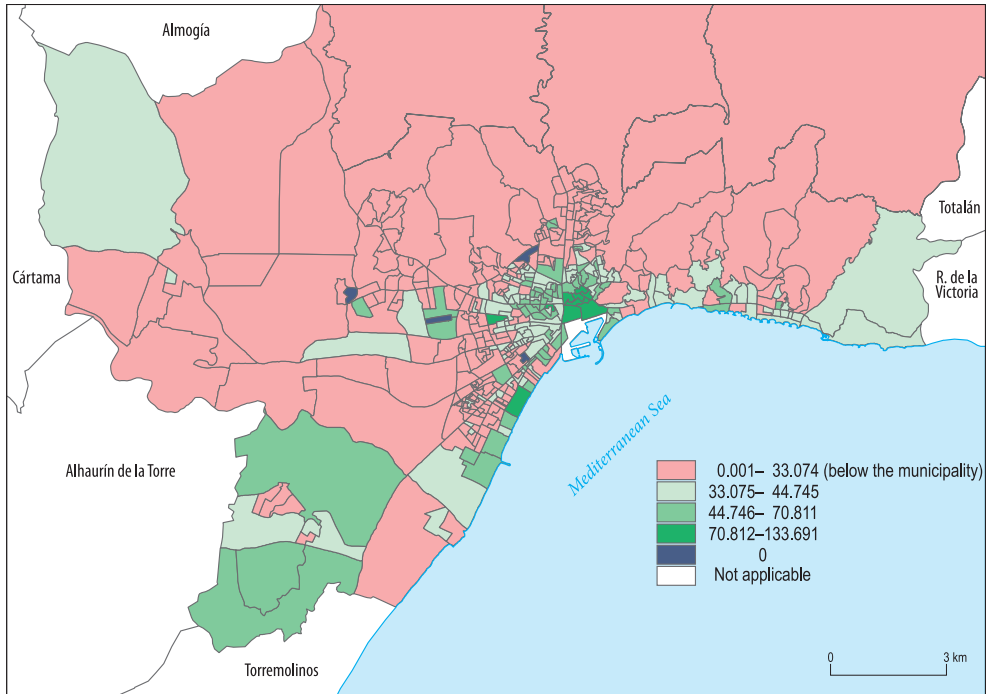 Almogía
Totalán
Cártama
R. de la
Victoria
Mediterranean Sea
Alhaurín de la Torre
0.001– 33.074 (below the municipality)
33.075– 44.745
44.746– 70.811
70.812–133.691
0
Not applicable
Torremolinos
0 3 km